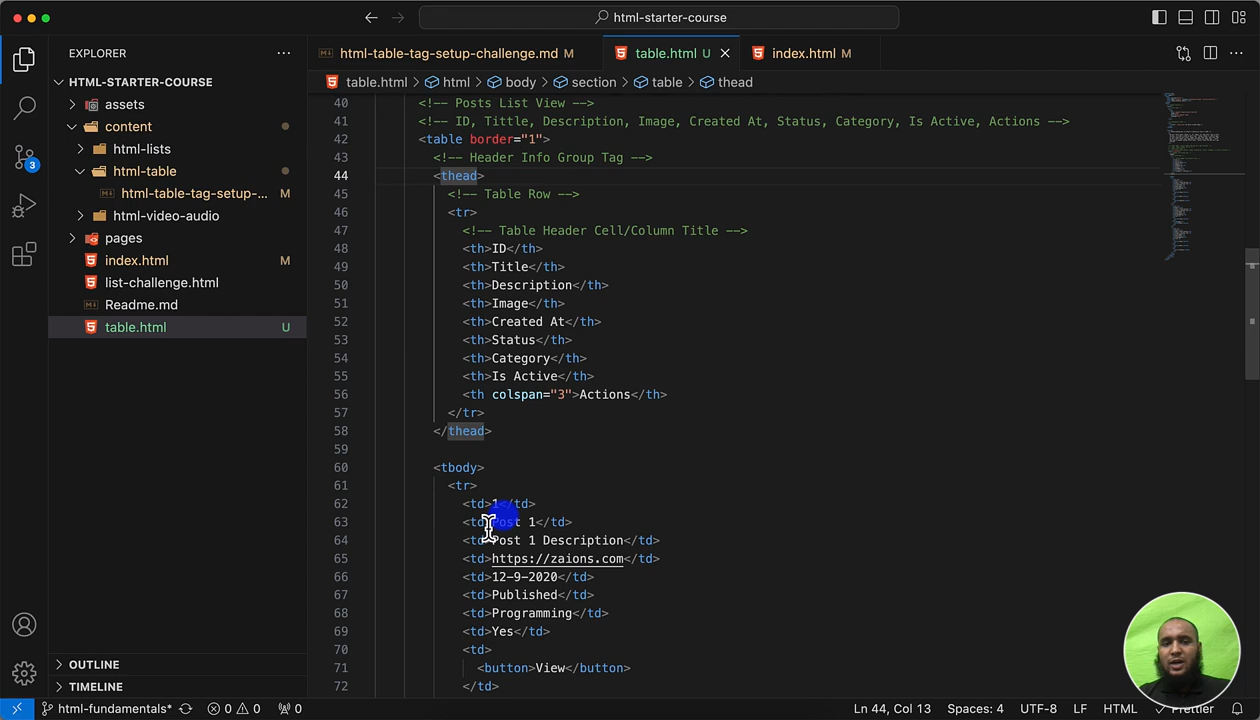 html-starter-course
EXPLORER
HTML-STARTER-COURSE
assets
content
html-lists
html-table
html-table-tag-setup-... M
html-video-audio
pages
index.html M
list-challenge.html
Readme.md
table.html U
OUTLINE
TIMELINE
3
html-table-tag-setup-challenge.md M
table.html U
index.html M
table.html > html > body > section > table > thead
40 <!-- Posts List View -->
41 <!-- ID, Tittle, Description, Image, Created At, Status, Category, Is Active, Actions -->
42 <table border="1">
43 <!-- Header Info Group Tag -->
44 <thead>
45 <!-- Table Row -->
46 <tr>
47 <!-- Table Header Cell/Column Title -->
48 <th>ID</th>
49 <th>Title</th>
50 <th>Description</th>
51 <th>Image</th>
52 <th>Created At</th>
53 <th>Status</th>
54 <th>Category</th>
55 <th>Is Active</th>
56 <th colspan="3">Actions</th>
57 </tr>
58 </thead>
59
60 <tbody>
61 <tr>
62 <td>1</td>
63 <td>Post 1</td>
64 <td>Post 1 Description</td>
65 <td>https://zaions.com</td>
66 <td>12-9-2020</td>
67 <td>Published</td>
68 <td>Programming</td>
69 <td>Yes</td>
70 <td>
71 <button>View</button>
72 </td>
html-fundamentals* 0 0 0 Ln 44, Col 13 Spaces: 4 UTF-8 LF HTML Prettier